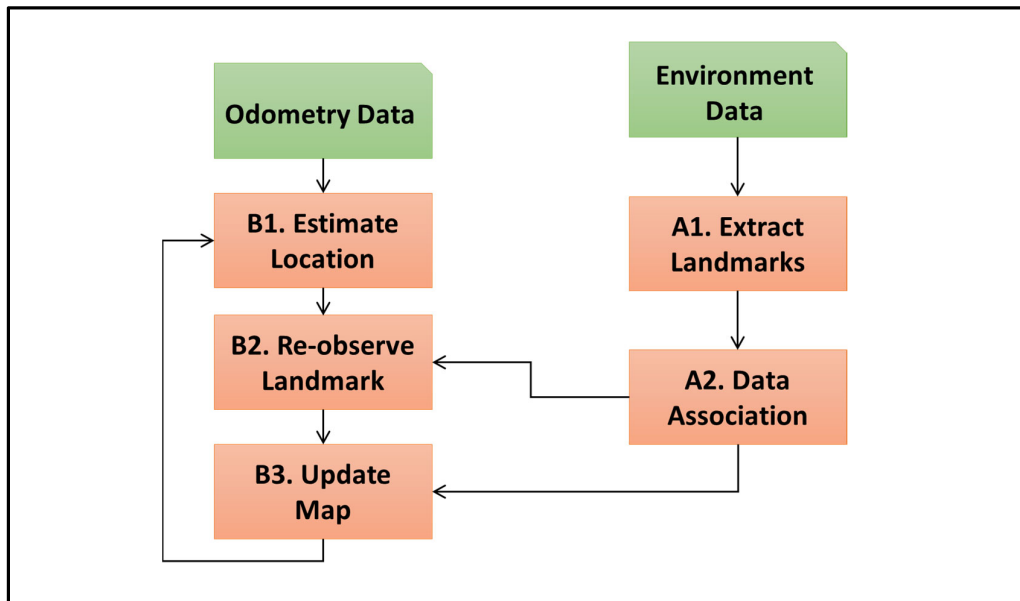 Odometry Data
B1. Estimate
Location
B2. Re-observe
Landmark
B3. Update
Map
Environment
Data
A1. Extract
Landmarks
A2. Data
Association